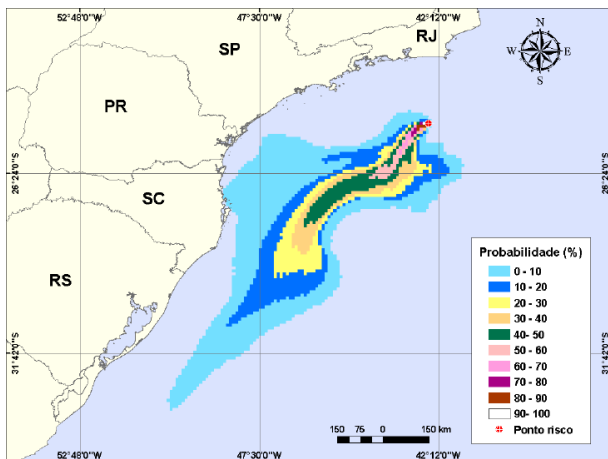 52°48'0"W
47°30'0"W
42°12'0"W
SP
RJ
N
W
E
S
PR
26°24'0"S
26°24'0"S
SC
RS
Probabilidade (%)
0 - 10
10 - 20
20 - 30
30 - 40
40- 50
50 - 60
60 - 70
70 - 80
80 - 90
90- 100
Ponto risco
31°42'0"S
31°42'0"S
150 75 0 150 km
52°48'0"W
47°30'0"W
42°12'0"W